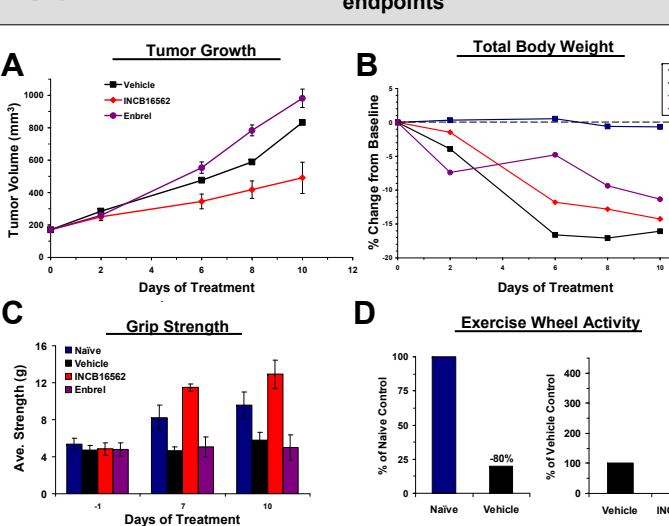 endpoints
A
Tumor Growth
Vehicle
INCB16562
Enbrel
Tumor Volume (mm³)
1000
800
600
400
200
0
0 2 4 6 8 10 12
Days of Treatment
B
Total Body Weight
% Change from Baseline
5
0
-5
-10
-15
-20
0 2 4 6 8 10
Days of Treatment
C
Grip Strength
Naïve
Vehicle
INCB16562
Enbrel
Ave. Strength (g)
16
12
8
4
0
-1 7 10
Days of Treatment
D
Exercise Wheel Activity
% of Naive Control
100
75
50
25
0
-80%
Naïve Vehicle
% of Vehicle Control
400
300
200
100
0
Vehicle INC